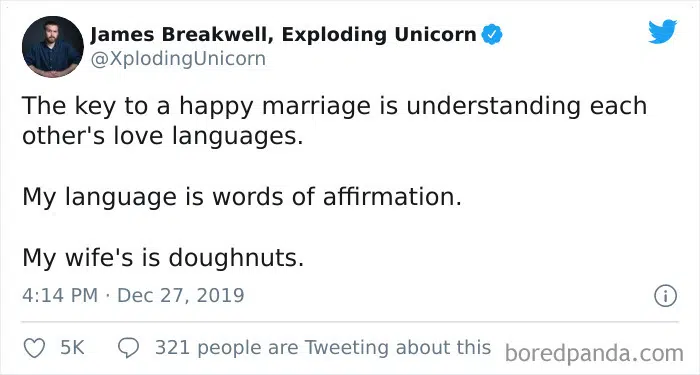 James Breakwell, Exploding Unicorn
@XplodingUnicorn
The key to a happy marriage is understanding each
other's love languages.
My language is words of affirmation.
My wife's is doughnuts.
4:14 PM · Dec 27, 2019
5K 321 people are Tweeting about this
boredpanda.com